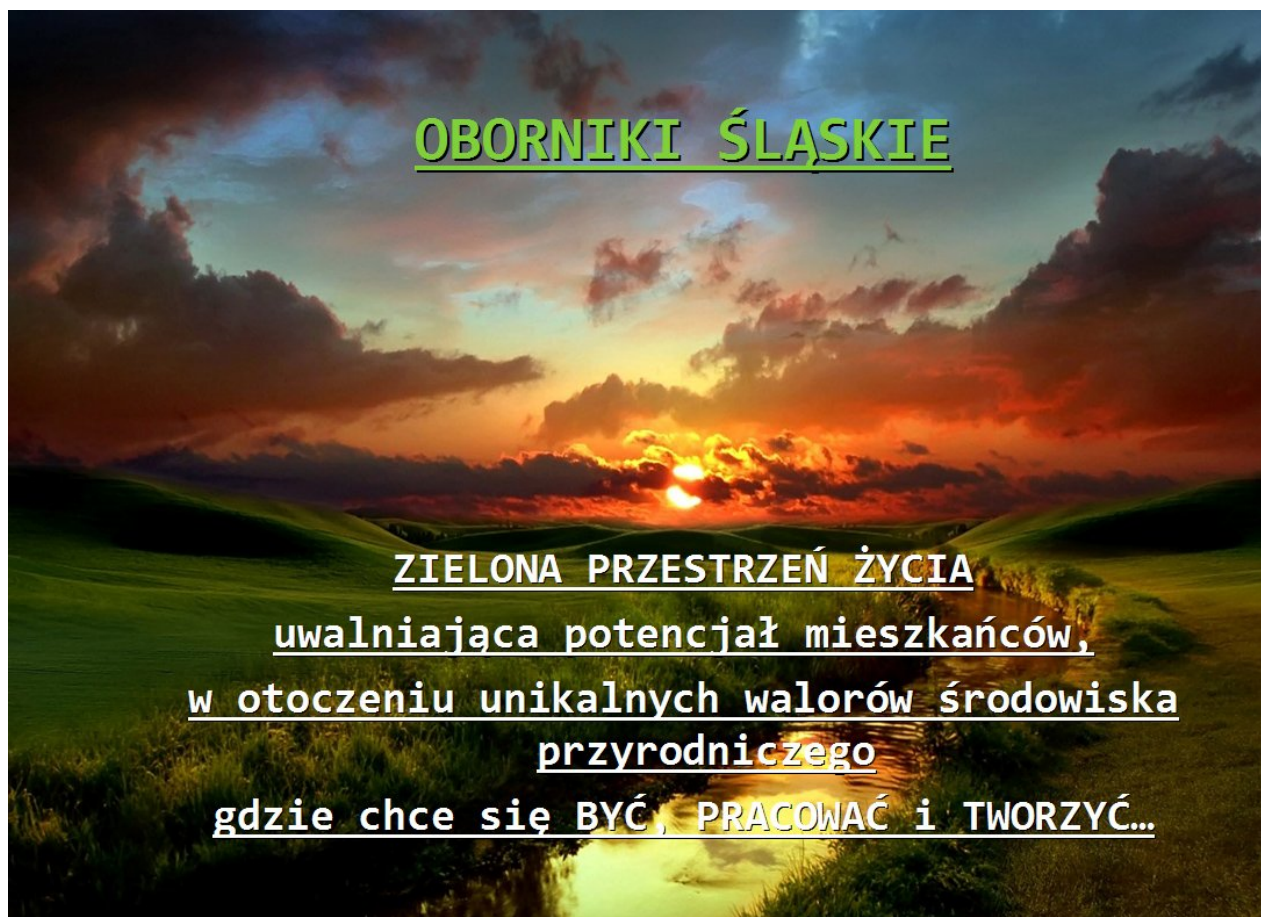 OBORNIKI ŚLĄSKIE
ZIELONA PRZESTRZEŃ ŻYCIA
uwalniająca potencjał mieszkańców,
w otoczeniu unikalnych walorów środowiska
przyrodniczego
gdzie chce się BYĆ, PRACOWAĆ i TWORZYĆ…